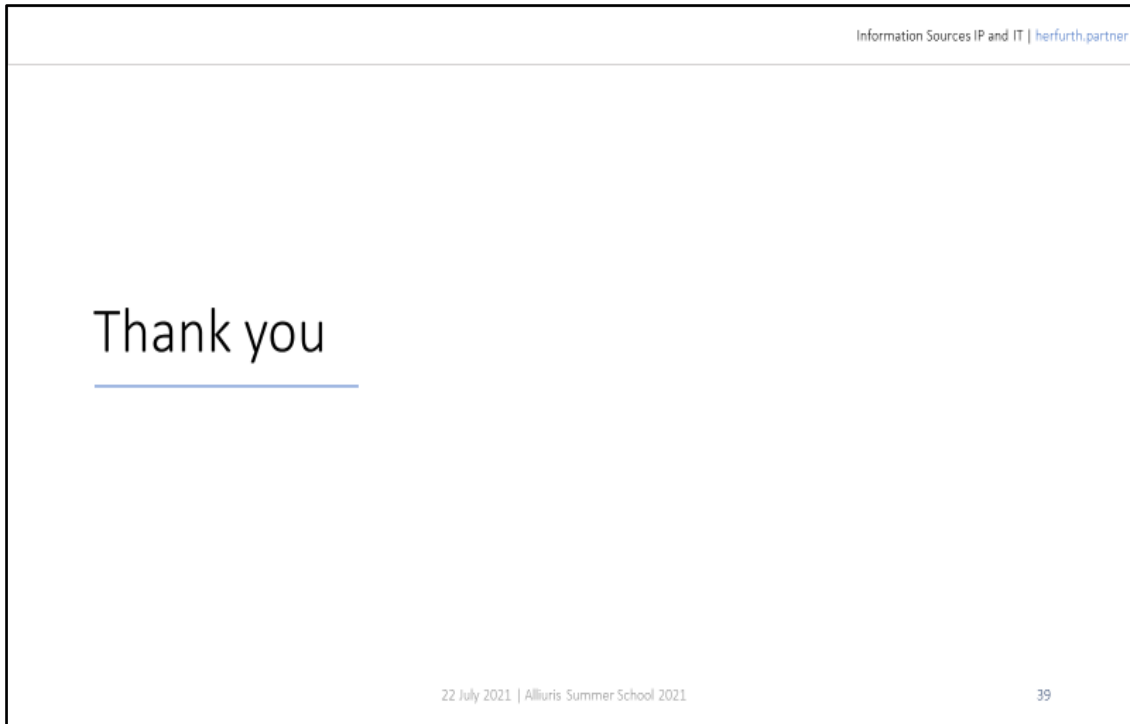 Information Sources IP and IT | herfurth.partner
Thank you
22 July 2021 | Alliuris Summer School 2021
39